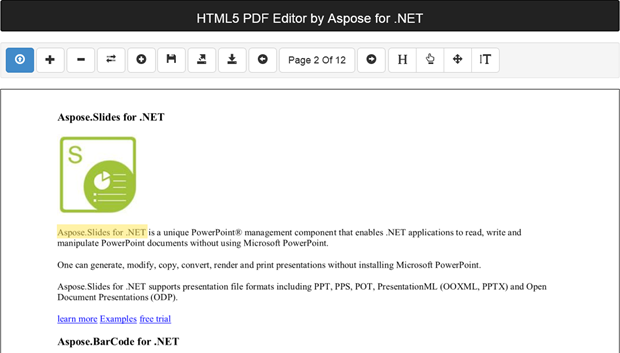 HTML5 PDF Editor by Aspose for .NET
Page 2 Of 12 H T
Aspose.Slides for .NET
S
Aspose.Slides for .NET is a unique PowerPoint® management component that enables .NET applications to read, write and
manipulate PowerPoint documents without using Microsoft PowerPoint.
One can generate, modify, copy, convert, render and print presentations without installing Microsoft PowerPoint.
Aspose.Slides for .NET supports presentation file formats including PPT, PPS, POT, PresentationML (OOXML, PPTX) and Open
Document Presentations (ODP).
learn more Examples free trial
Aspose.BarCode for .NET